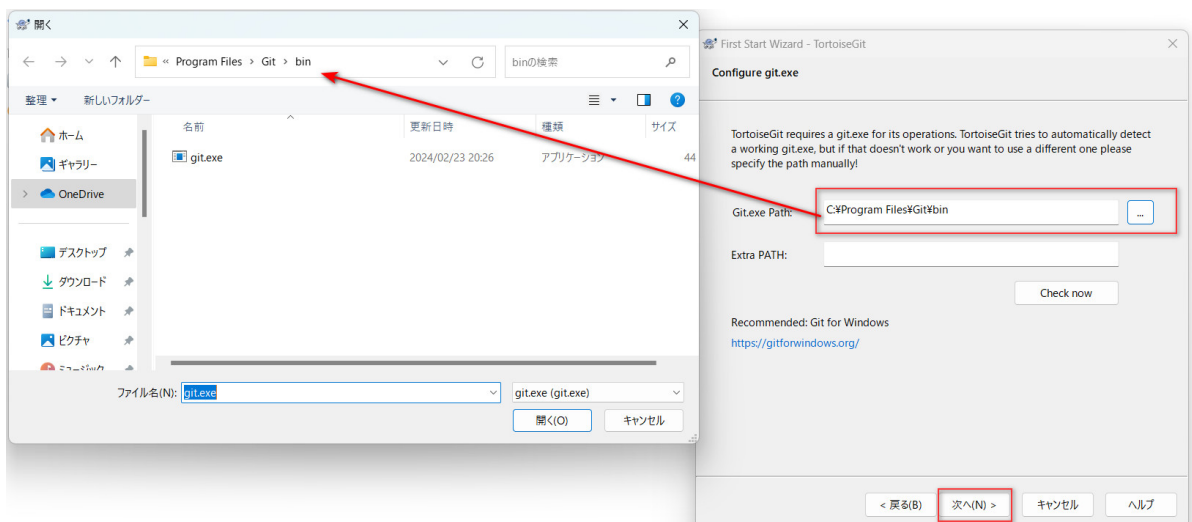 開く
« Program Files > Git > bin
binの検索
整理
新しいフォルダー
ホーム
ギャラリー
OneDrive
デスクトップ
ダウンロード
ドキュメント
ピクチャ
ミュージック
名前
更新日時
種類
サイズ
git.exe
2024/02/23 20:26
アプリケーション
44
ファイル名(N):
git.exe
git.exe (git.exe)
開く(O)
キャンセル
First Start Wizard - TortoiseGit
Configure git.exe
TortoiseGit requires a git.exe for its operations. TortoiseGit tries to automatically detect
a working git.exe, but if that doesn't work or you want to use a different one please
specify the path manually!
Git.exe Path:
C:¥Program Files¥Git¥bin
...
Extra PATH:
Check now
Recommended: Git for Windows
https://gitforwindows.org/
< 戻る(B)
次へ(N) >
キャンセル
ヘルプ